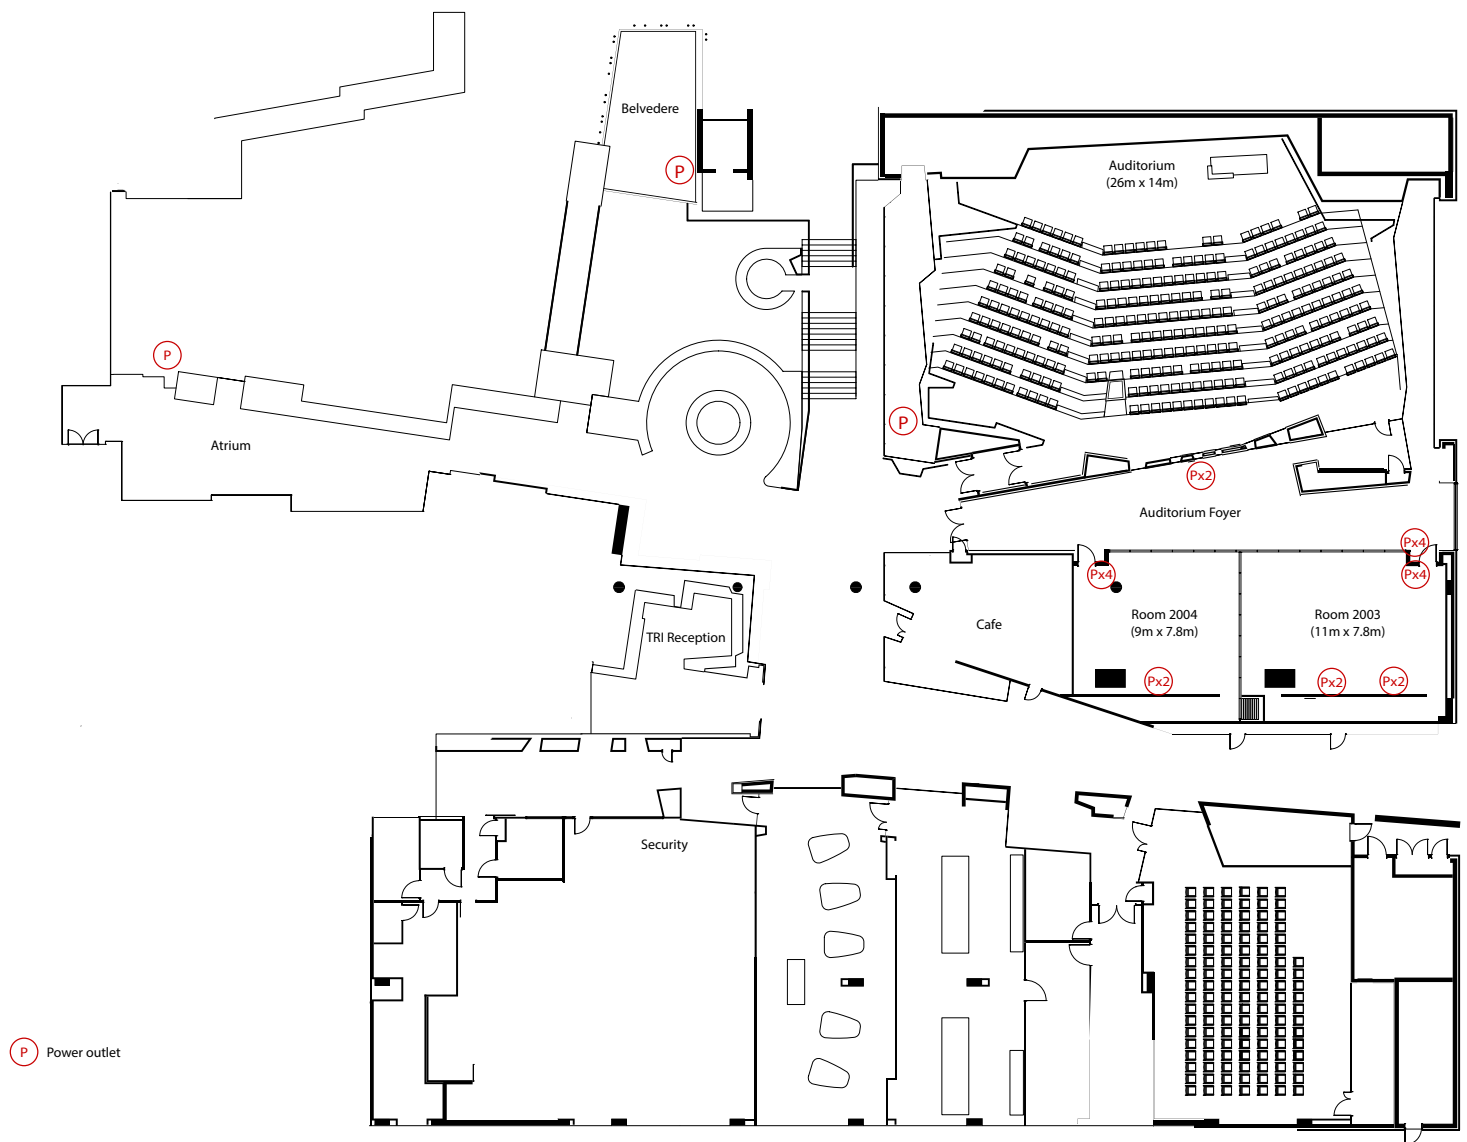 Belvedere
P
Auditorium
(26m x 14m)
P
Atrium
P
Px2
Auditorium Foyer
Px4
Px4
Px4
Room 2004
(9m x 7.8m)
Room 2003
(11m x 7.8m)
Cafe
TRI Reception
Px2
Px2
Px2
Security
P
Power outlet